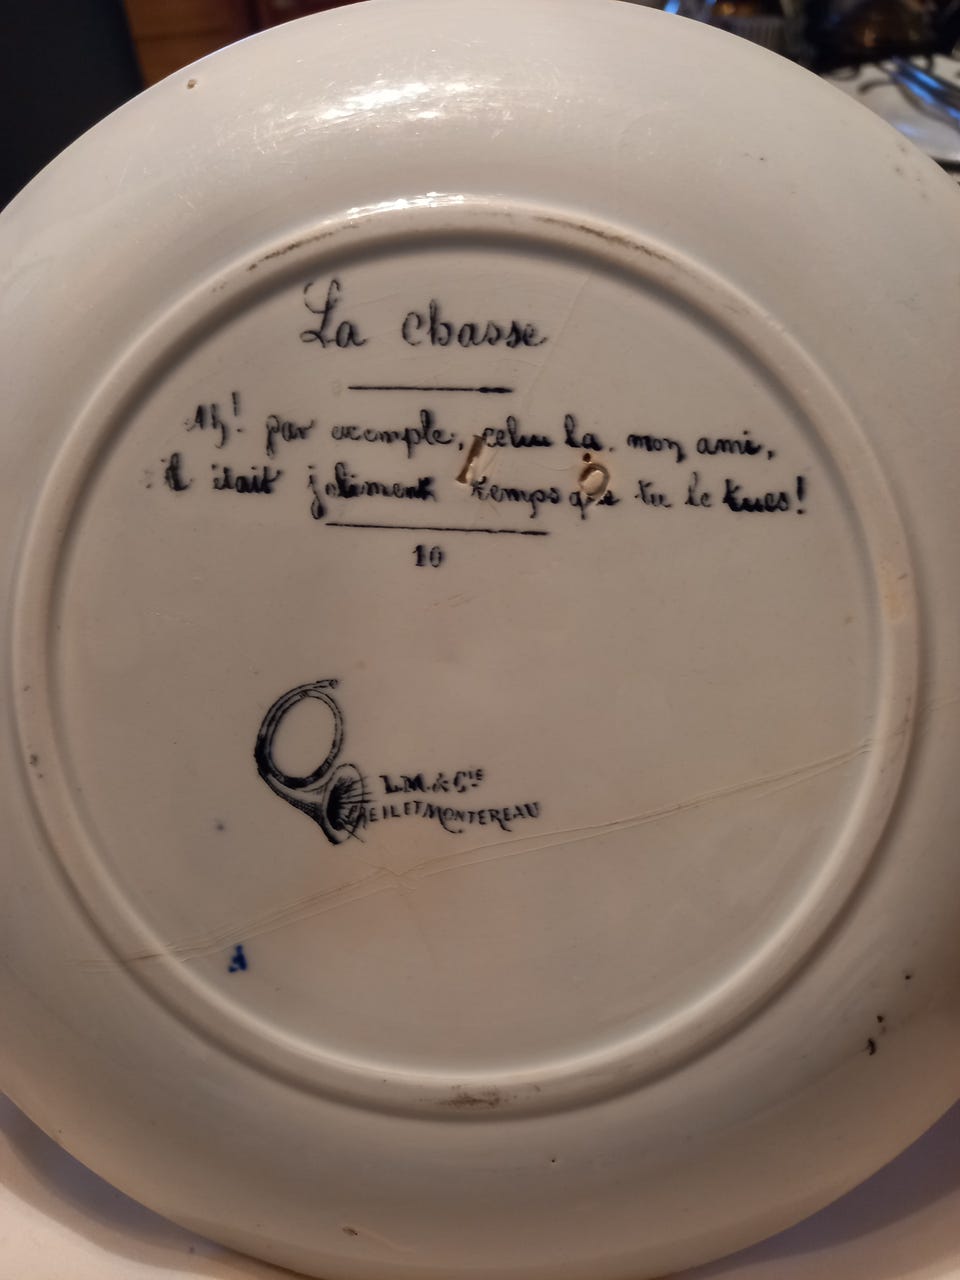 La chasse
Ah! par exemple, celui la, mon ami,
il était joliment temps que tu le tues!
10
L.M. & Cie
CREIL ET MONTEREAU
A